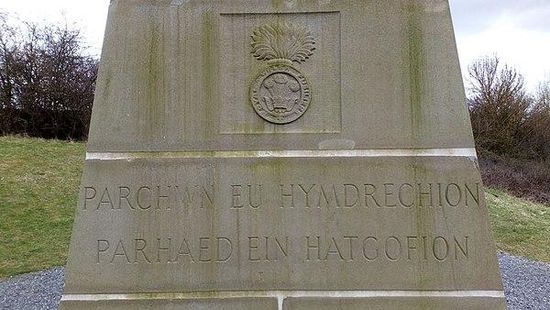 PARCHWN EU HYMDRECHION
PARHAED EIN HATGOFION